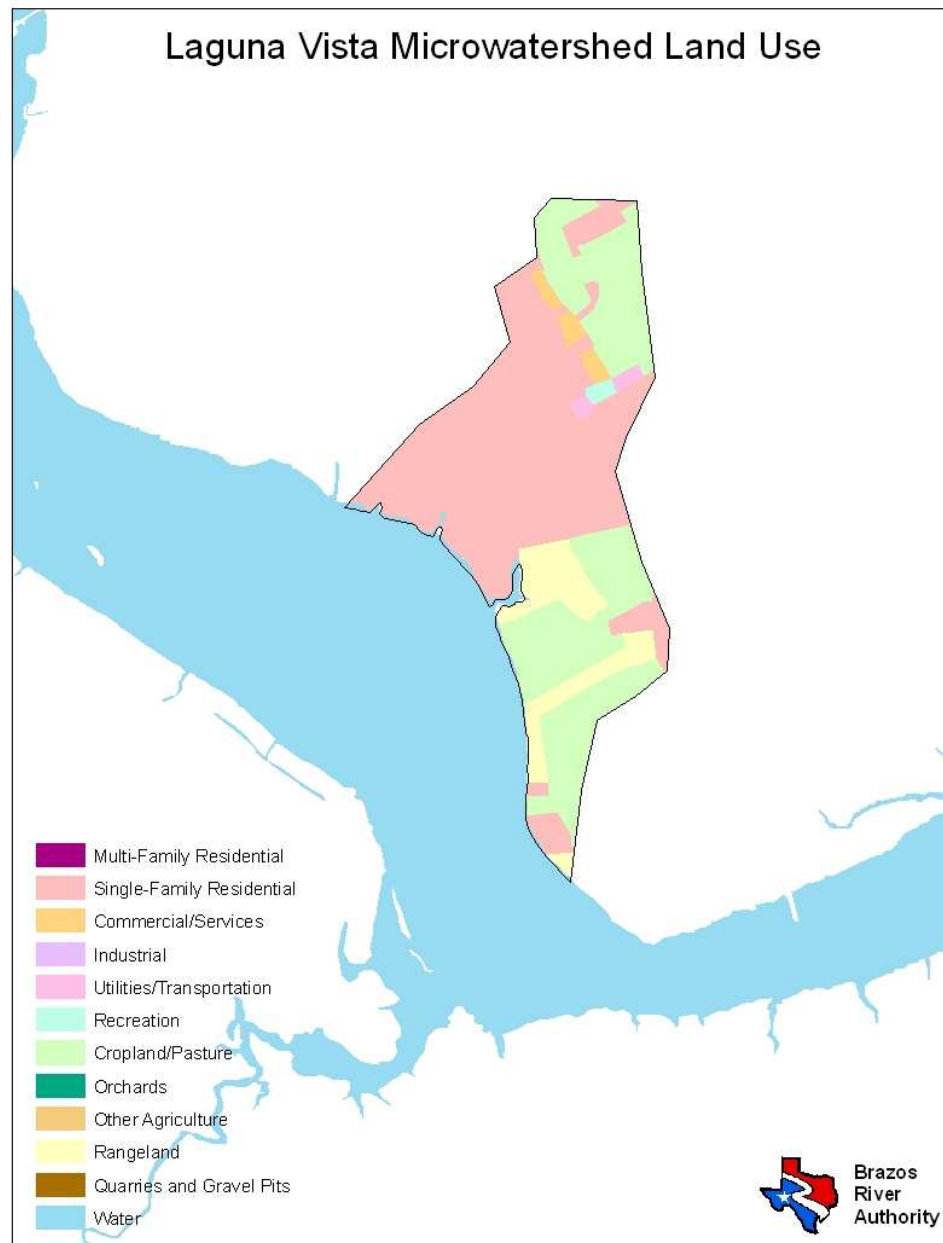 Laguna Vista Microwatershed Land Use
Multi-Family Residential
Single-Family Residential
Commercial/Services
Industrial
Utilities/Transportation
Recreation
Cropland/Pasture
Orchards
Other Agriculture
Rangeland
Quarries and Gravel Pits
Water
Brazos
River
Authority